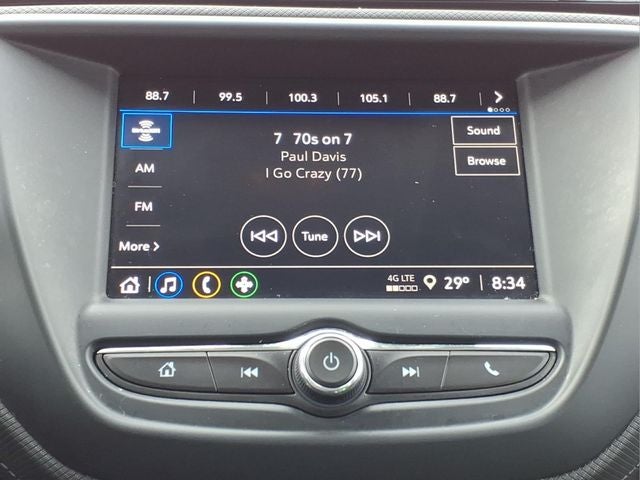 88.7 99.5 100.3 105.1 88.7
7 70s on 7
Paul Davis
I Go Crazy (77)
Sound
Browse
AM
FM
More
Tune
4G LTE
29° 8:34